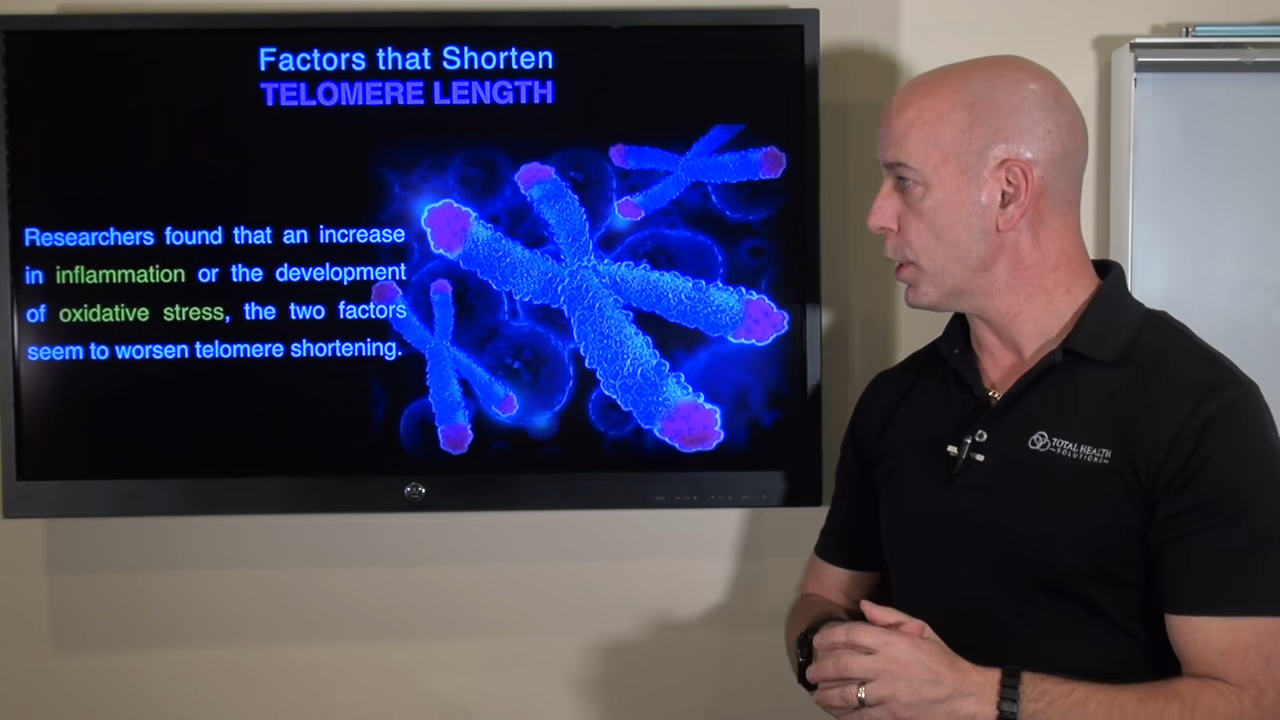 Factors that Shorten
TELOMERE LENGTH
Researchers found that an increase
in inflammation or the development
of oxidative stress, the two factors
seem to worsen telomere shortening.
TOTAL HEALTH
SOLUTIONS